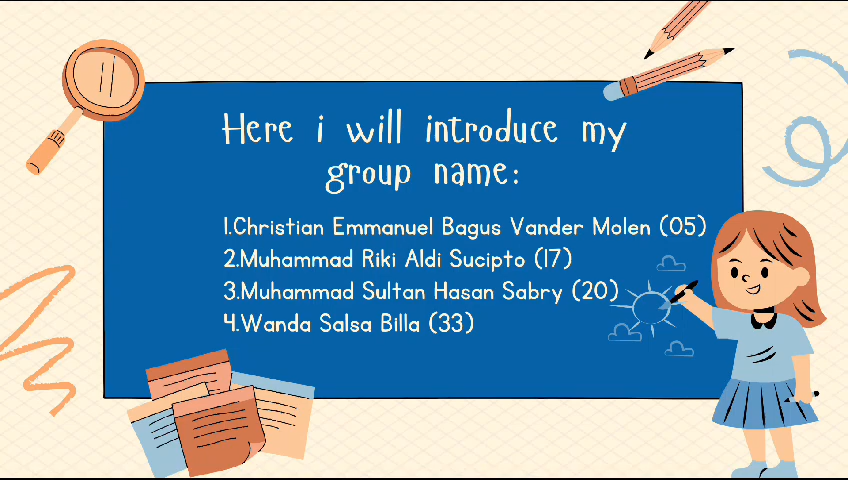 Here i will introduce my
group name:
1.Christian Emmanuel Bagus Vander Molen (05)
2.Muhammad Riki Aldi Sucipto (17)
3.Muhammad Sultan Hasan Sabry (20)
4.Wanda Salsa Billa (33)